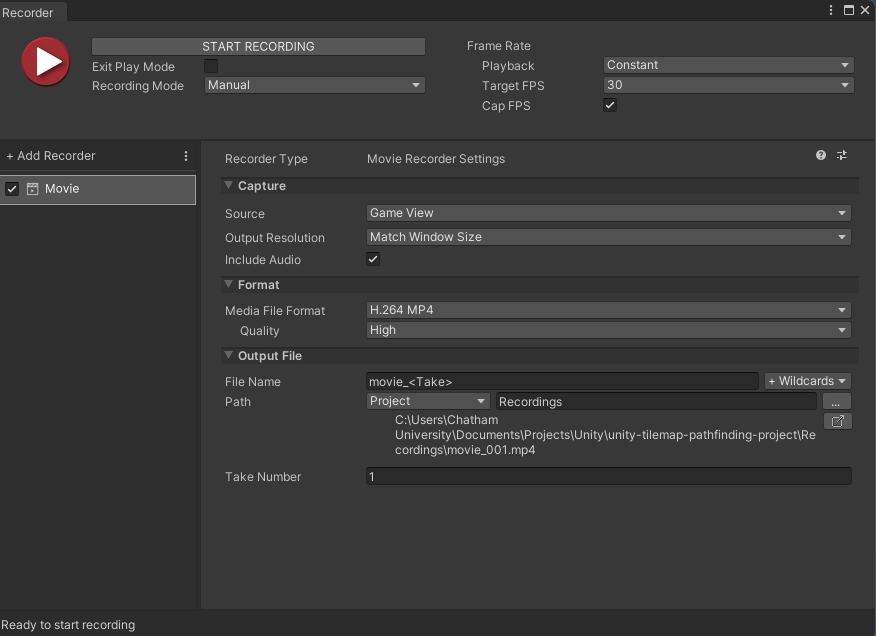 Recorder
START RECORDING
Exit Play Mode
Recording Mode Manual
Frame Rate
Playback Constant
Target FPS 30
Cap FPS
+ Add Recorder
Movie
Recorder Type Movie Recorder Settings
Capture
Source Game View
Output Resolution Match Window Size
Include Audio
Format
Media File Format H.264 MP4
Quality High
Output File
File Name movie_<Take> + Wildcards
Path Project Recordings ...
C:\Users\Chatham
University\Documents\Projects\Unity\unity-tilemap-pathfinding-project\Re
cordings\movie_001.mp4
Take Number 1
Ready to start recording